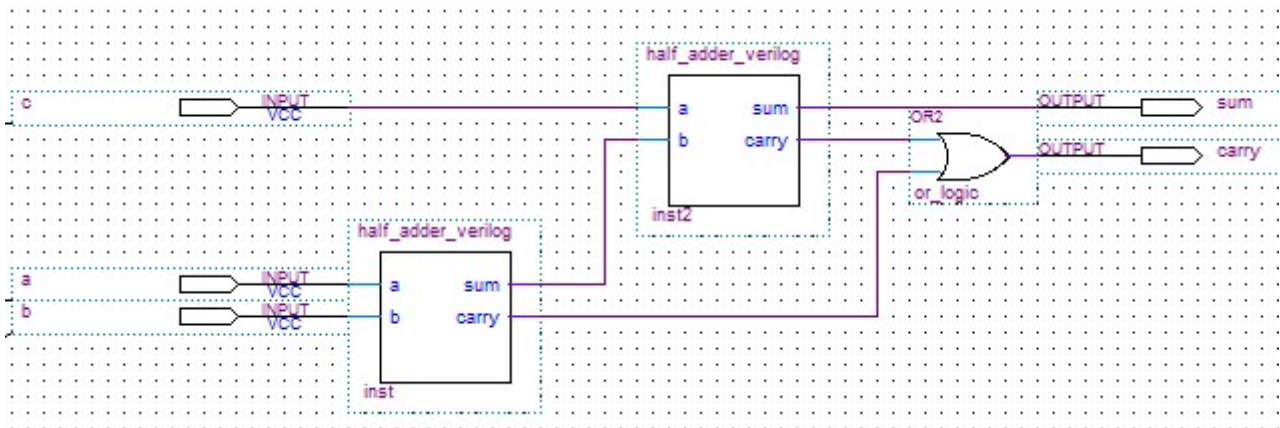 half_adder_verilog
c
INPUT
VCC
a
sum
OUTPUT
sum
OR2
b
carry
OUTPUT
carry
or_logic
inst2
half_adder_verilog
a
INPUT
VCC
a
sum
b
INPUT
VCC
b
carry
inst